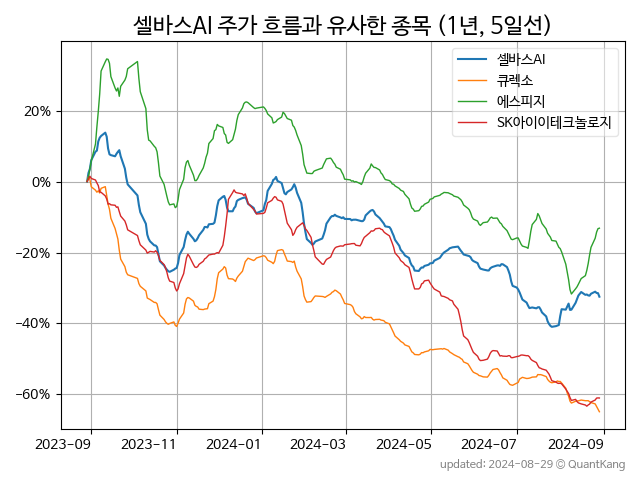 셀바스AI 주가 흐름과 유사한 종목 (1년, 5일선)
셀바스AI
큐렉소
에스피지
SK아이이테크놀로지
20%
0%
−20%
−40%
−60%
2023-09 2023-11 2024-01 2024-03 2024-05 2024-07 2024-09
updated: 2024-08-29 © QuantKang